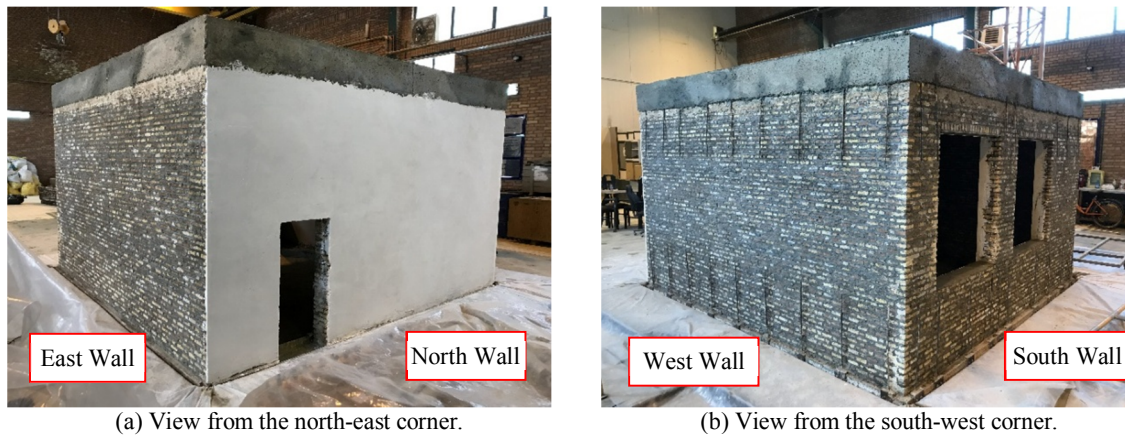 East Wall
North Wall
West Wall
South Wall
(a) View from the north-east corner.
(b) View from the south-west corner.